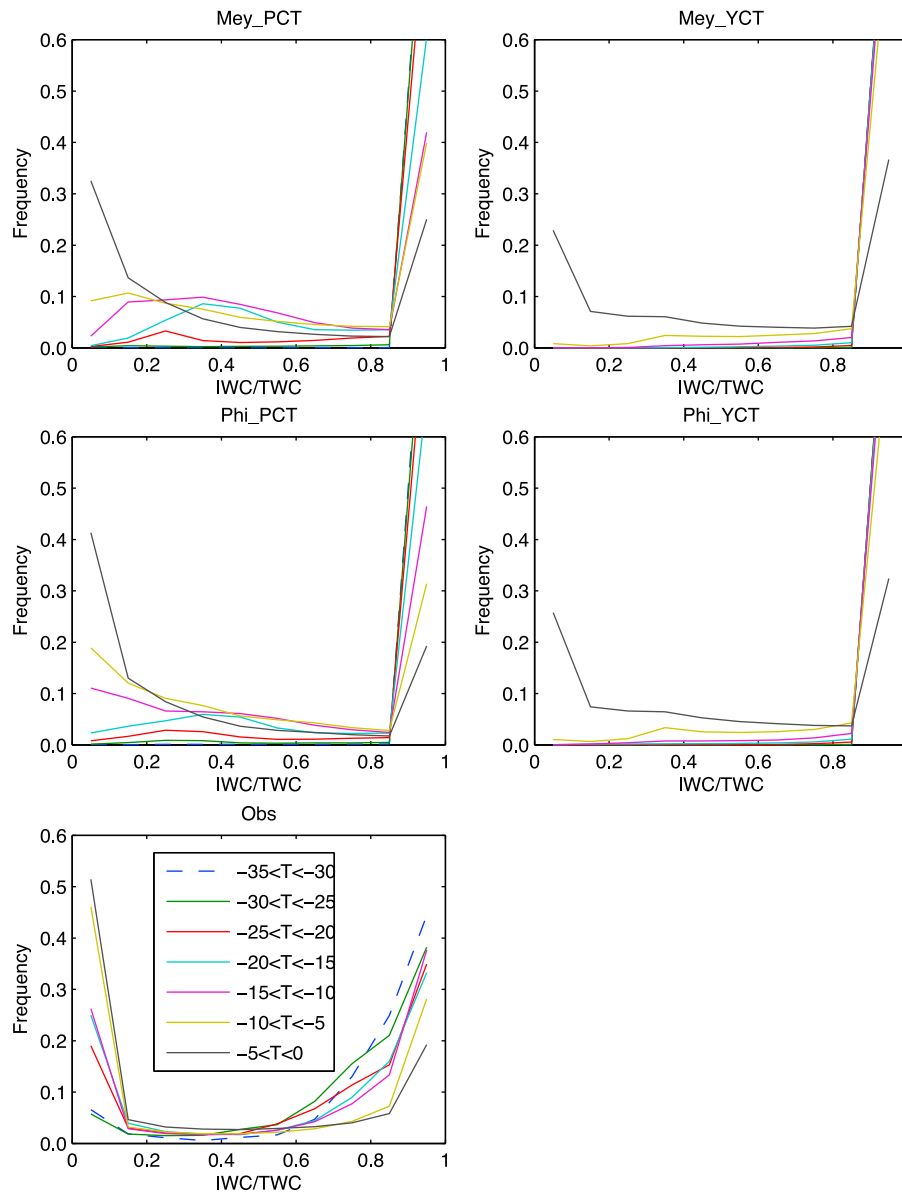 Mey_PCT
0.6
0.5
0.4
0.3
0.2
0.1
0.0
Frequency
0
0.2
0.4
0.6
0.8
1
IWC/TWC
Mey_YCT
0.6
0.5
0.4
0.3
0.2
0.1
0.0
Frequency
0
0.2
0.4
0.6
0.8
IWC/TWC
Phi_PCT
0.6
0.5
0.4
0.3
0.2
0.1
0.0
Frequency
0
0.2
0.4
0.6
0.8
1
IWC/TWC
Phi_YCT
0.6
0.5
0.4
0.3
0.2
0.1
0.0
Frequency
0
0.2
0.4
0.6
0.8
IWC/TWC
Obs
0.6
0.5
0.4
0.3
0.2
0.1
0.0
Frequency
−35<T<−30
−30<T<−25
−25<T<−20
−20<T<−15
−15<T<−10
−10<T<−5
−5<T<0
0
0.2
0.4
0.6
0.8
1
IWC/TWC